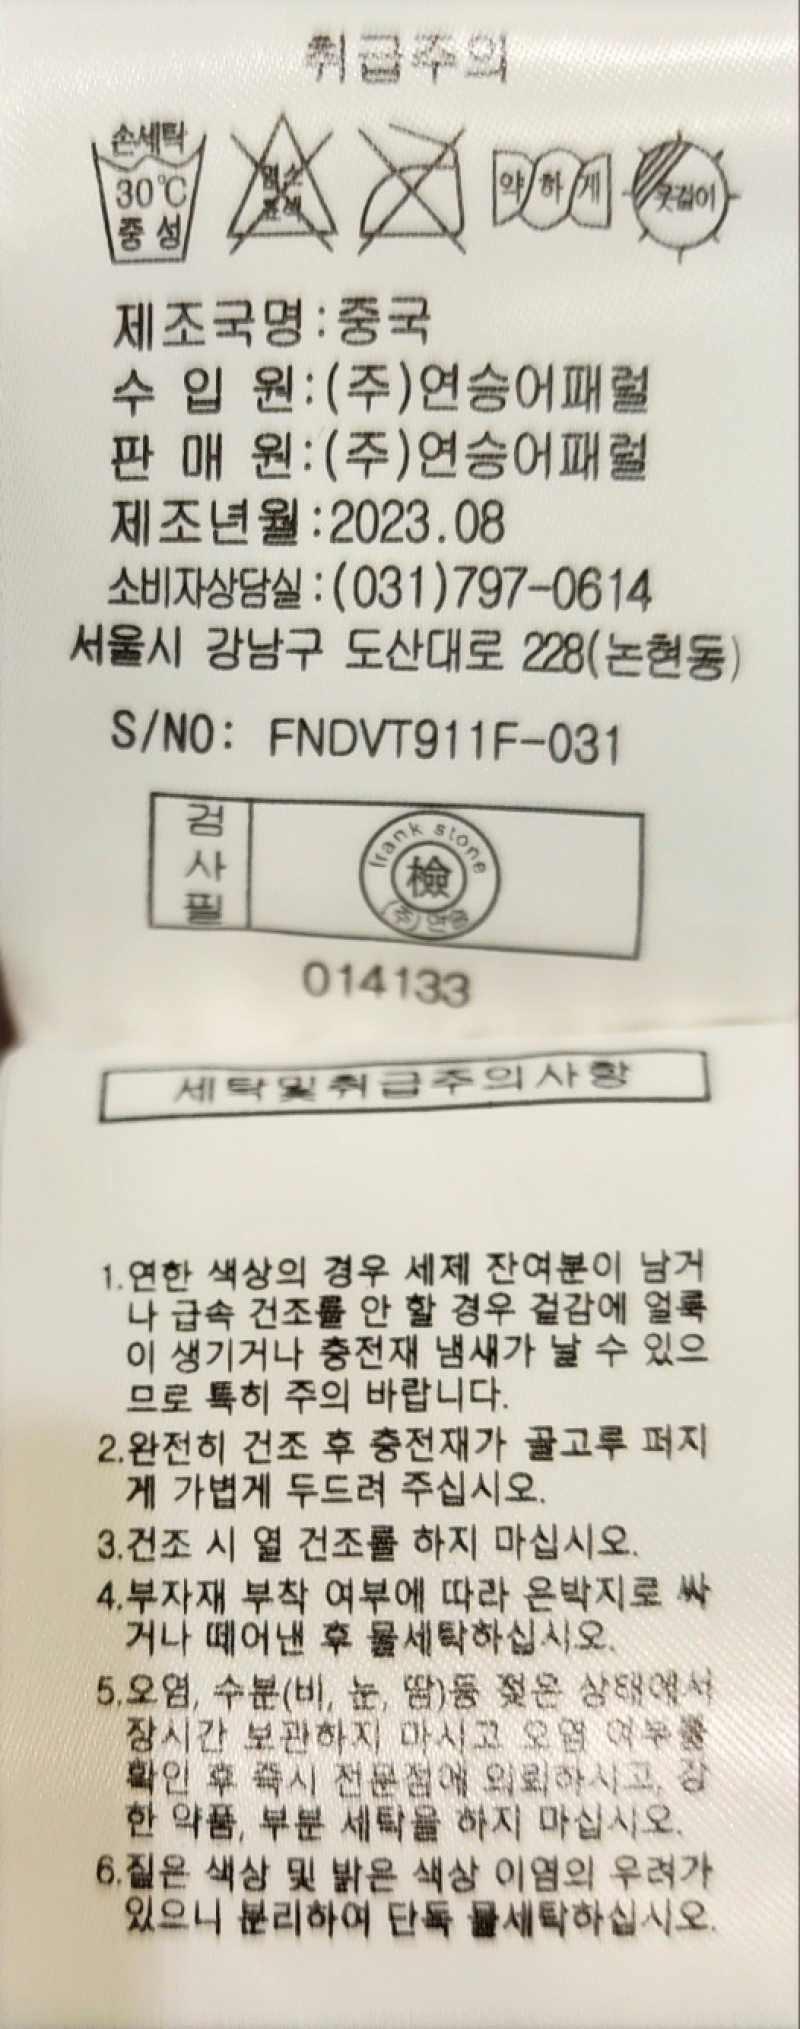 취급주의
손세탁
30℃
중성
염소
표백
약하게
옷걸이
제조국명:중국
수 입 원:(주)연승어패럴
판 매 원:(주)연승어패럴
제조년월:2023.08
소비자상담실:(031)797-0614
서울시 강남구 도산대로 228(논현동)
S/NO: FNDVT911F-031
검
사
필
frank stone
檢
(주)연승
014133
세탁및취급주의사항
1.연한 색상의 경우 세제 잔여분이 남거
나 급속 건조를 안 할 경우 겉감에 얼룩
이 생기거나 충전재 냄새가 날 수 있으
므로 특히 주의 바랍니다.
2.완전히 건조 후 충전재가 골고루 퍼지
게 가볍게 두드려 주십시오.
3.건조 시 열 건조를 하지 마십시오.
4.부자재 부착 여부에 따라 은박지로 싸
거나 떼어낸 후 물세탁하십시오.
5.오염, 수분(비, 눈, 땀)등 젖은 상태에서
장시간 보관하지 마시고 오염 여부를
확인 후 즉시 전문점에 의뢰하시고, 강
한 약품, 부분 세탁을 하지 마십시오.
6.짙은 색상 및 밝은 색상 이염의 우려가
있으니 분리하여 단독 물세탁하십시오.